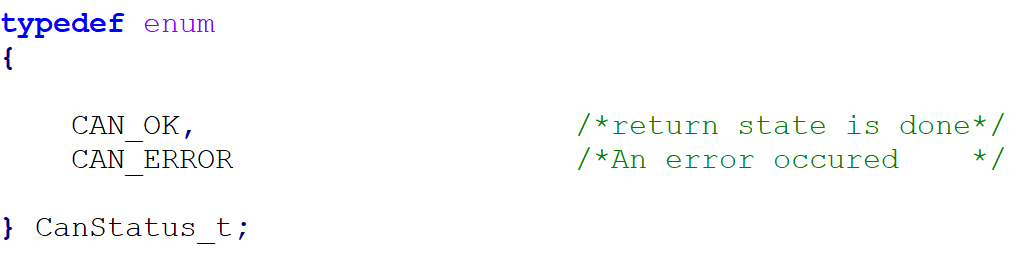 typedef enum
{
CAN_OK, /*return state is done*/
CAN_ERROR /*An error occured */
} CanStatus_t;